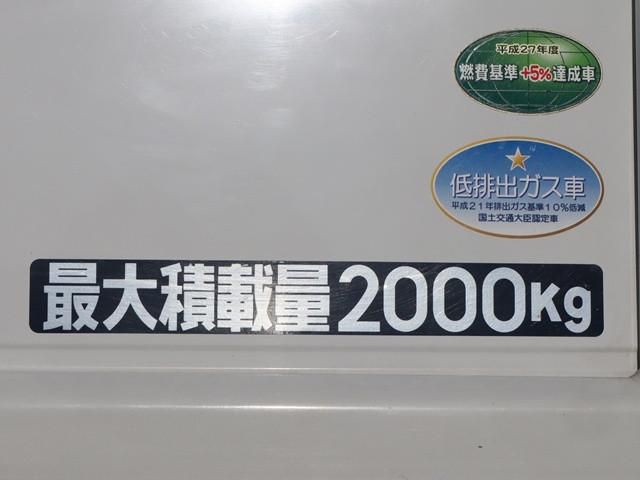 平成27年度
燃費基準+5%達成車
低排出ガス車
平成21年排出ガス基準10%低減
国土交通大臣認定車
最大積載量2000Kg